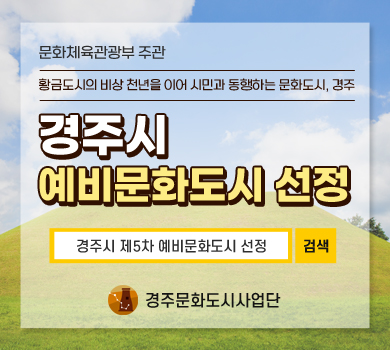 문화체육관광부 주관
황금도시의 비상 천년을 이어 시민과 동행하는 문화도시, 경주
경주시
예비문화도시 선정
경주시 제5차 예비문화도시 선정 검색
경주문화도시사업단